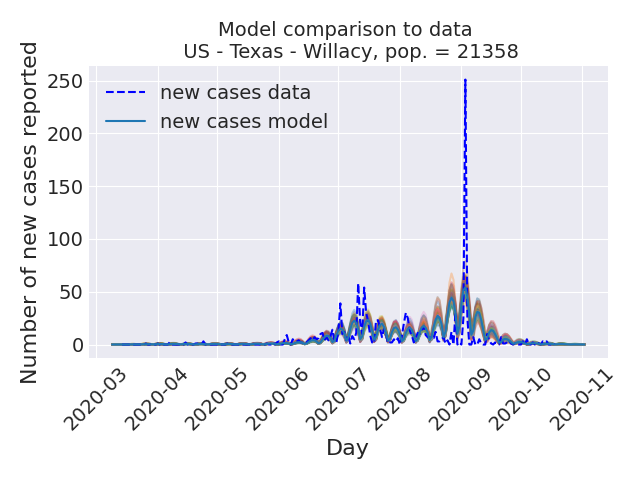 Model comparison to data
US - Texas - Willacy, pop. = 21358
Number of new cases reported
250
200
150
100
50
0
new cases data
new cases model
2020-03
2020-04
2020-05
2020-06
2020-07
2020-08
2020-09
2020-10
2020-11
Day